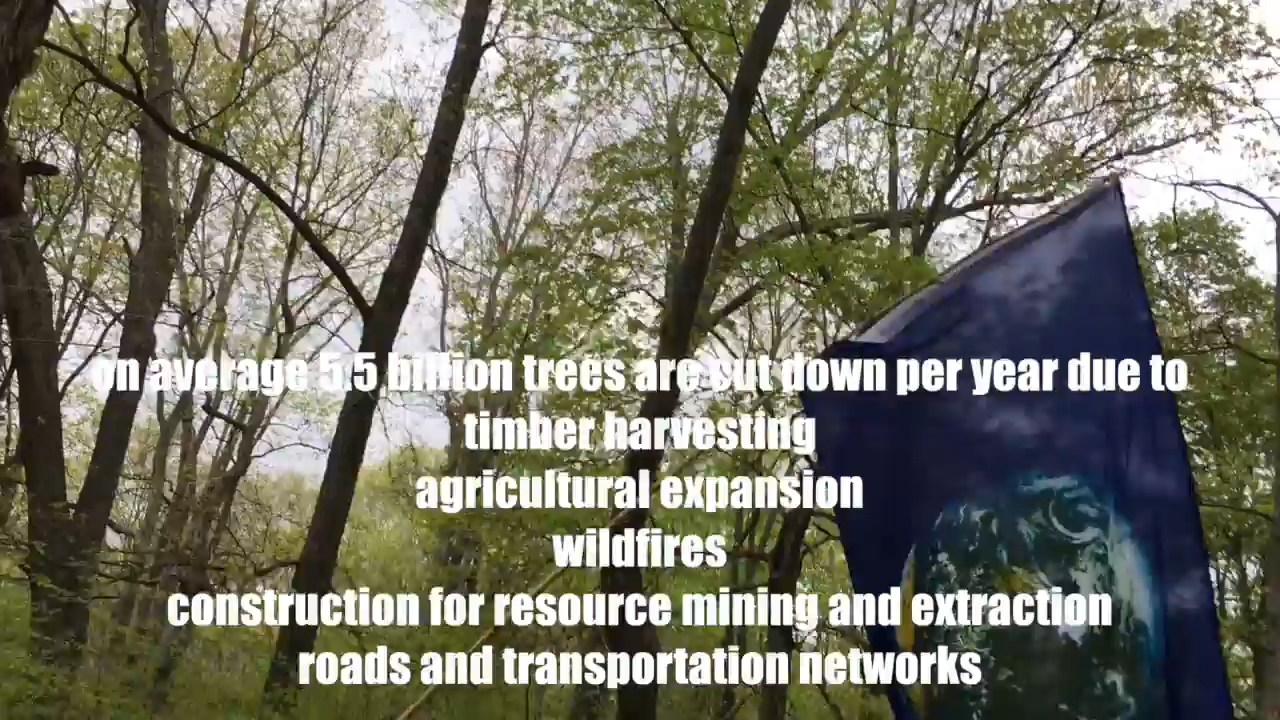 on average 5.5 billion trees are cut down per year due to
timber harvesting
agricultural expansion
wildfires
construction for resource mining and extraction
roads and transportation networks